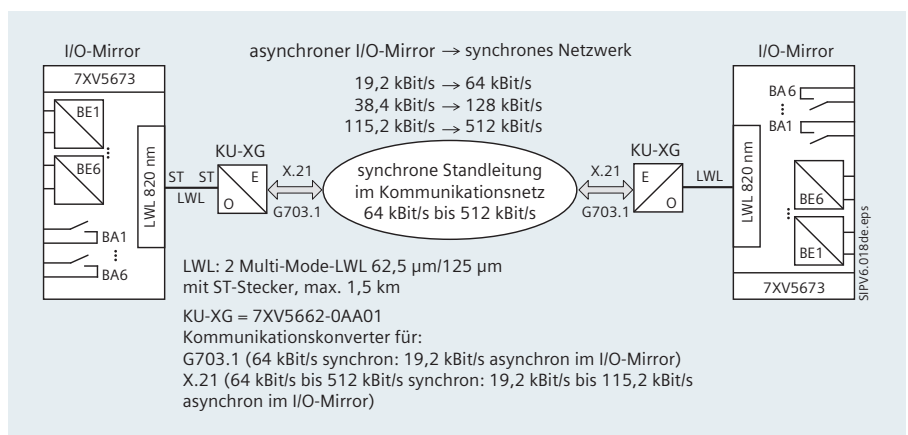 I/O-Mirror
7XV5673
BE1
BE6
BA1
BA6
LWL 820 nm
ST
ST
LWL
KU-XG
E
O
X.21
G703.1
asynchroner I/O-Mirror → synchrones Netzwerk
19,2 kBit/s → 64 kBit/s
38,4 kBit/s → 128 kBit/s
115,2 kBit/s → 512 kBit/s
synchrone Standleitung
im Kommunikationsnetz
64 kBit/s bis 512 kBit/s
X.21
G703.1
KU-XG
E
O
LWL
I/O-Mirror
BA6
BA1
LWL 820 nm
BE6
BE1
7XV5673
LWL: 2 Multi-Mode-LWL 62,5 µm/125 µm
mit ST-Stecker, max. 1,5 km
KU-XG = 7XV5662-0AA01
Kommunikationskonverter für:
G703.1 (64 kBit/s synchron: 19,2 kBit/s asynchron im I/O-Mirror)
X.21 (64 kBit/s bis 512 kBit/s synchron: 19,2 kBit/s bis 115,2 kBit/s
asynchron im I/O-Mirror)
SIPV6.018de.eps